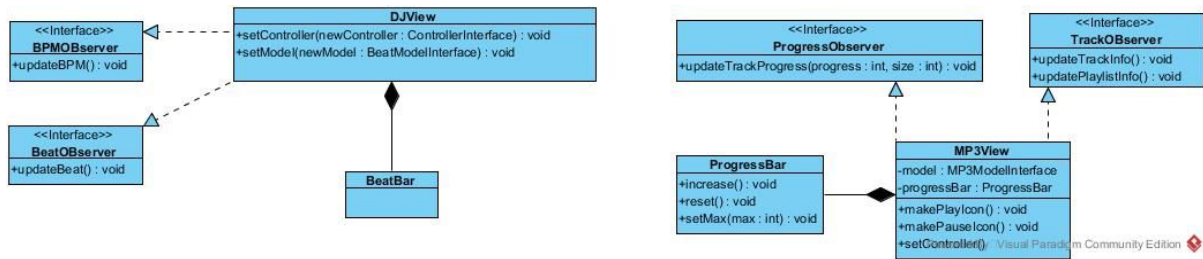 <<Interface>>
BPMOBserver
+updateBPM() : void
DJView
+setController(newController : ControllerInterface) : void
+setModel(newModel : BeatModelInterface) : void
<<Interface>>
BeatOBserver
+updateBeat() : void
BeatBar
<<Interface>>
ProgressObserver
+updateTrackProgress(progress : int, size : int) : void
<<Interface>>
TrackOBserver
+updateTrackInfo() : void
+updatePlaylistInfo() : void
ProgressBar
+increase() : void
+reset() : void
+setMax(max : int) : void
MP3View
-model : MP3ModelInterface
-progressBar : ProgressBar
+makePlayIcon() : void
+makePauseIcon() : void
+setController()
Visual Paradigm Community Edition